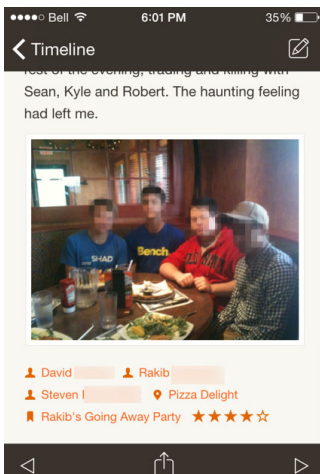 Bell 6:01 PM 35%
Timeline
rest of the evening, trading and killing with
Sean, Kyle and Robert. The haunting feeling
had left me.
SHAD
Bench.
David Rakib
Steven Pizza Delight
Rakib's Going Away Party